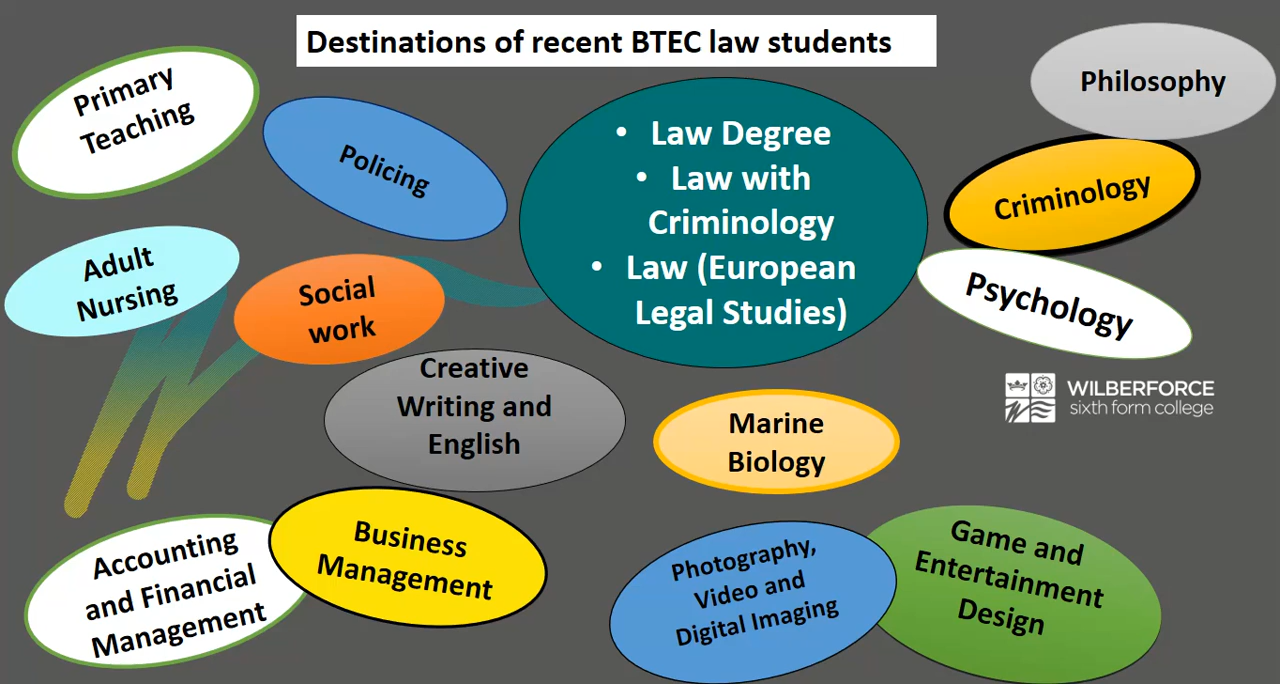 Destinations of recent BTEC law students
Primary
Teaching
Policing
• Law Degree
• Law with
Criminology
• Law (European
Legal Studies)
Philosophy
Criminology
Psychology
Adult
Nursing
Social
work
Creative
Writing and
English
Marine
Biology
WILBERFORCE
sixth form college
Accounting
and Financial
Management
Business
Management
Photography,
Video and
Digital Imaging
Game and
Entertainment
Design